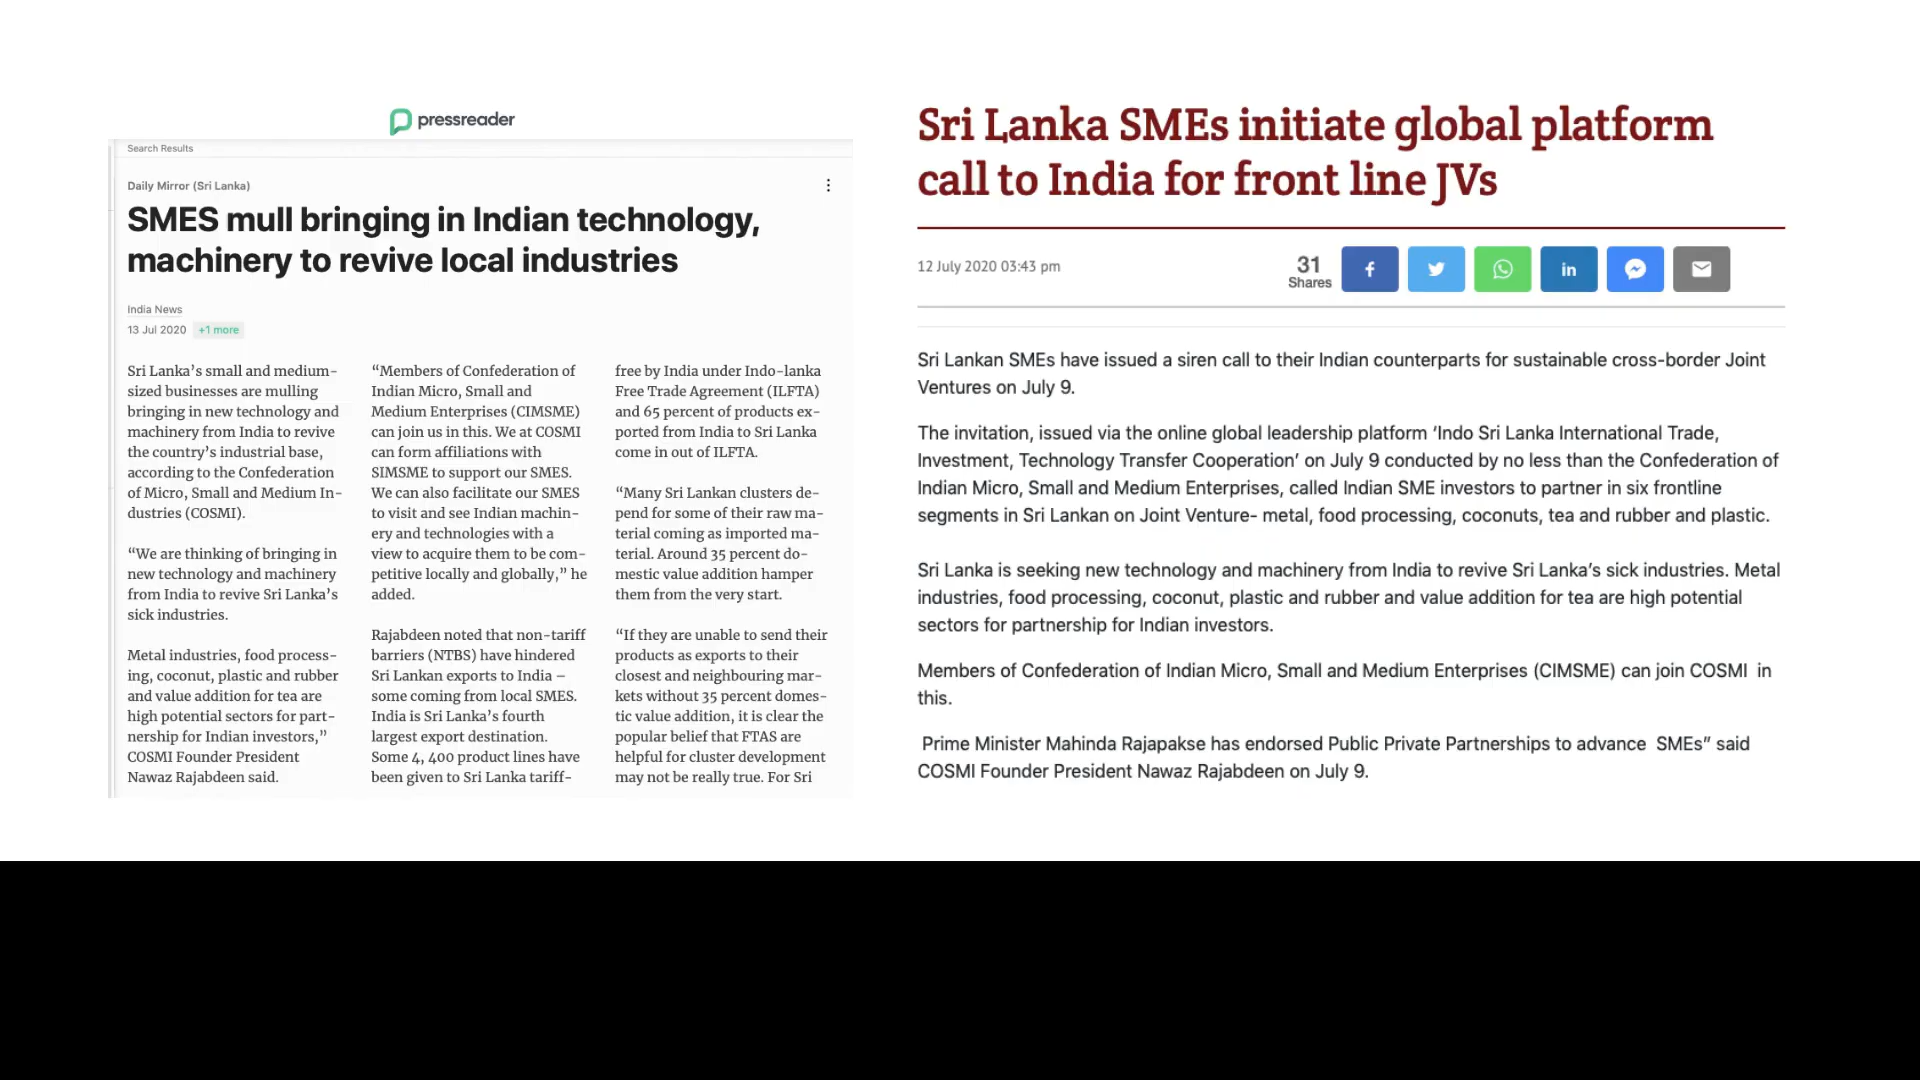 pressreader
Search Results
Daily Mirror (Sri Lanka)
SMES mull bringing in Indian technology,
machinery to revive local industries
India News
13 Jul 2020 +1 more
Sri Lanka’s small and medium-
sized businesses are mulling
bringing in new technology and
machinery from India to revive
the country’s industrial base,
according to the Confederation
of Micro, Small and Medium In-
dustries (COSMI).
“We are thinking of bringing in
new technology and machinery
from India to revive Sri Lanka’s
sick industries.
Metal industries, food process-
ing, coconut, plastic and rubber
and value addition for tea are
high potential sectors for part-
nership for Indian investors,”
COSMI Founder President
Nawaz Rajabdeen said.
“Members of Confederation of
Indian Micro, Small and
Medium Enterprises (CIMSME)
can join us in this. We at COSMI
can form affiliations with
SIMSME to support our SMES.
We can also facilitate our SMES
to visit and see Indian machin-
ery and technologies with a
view to acquire them to be com-
petitive locally and globally,” he
added.
Rajabdeen noted that non-tariff
barriers (NTBS) have hindered
Sri Lankan exports to India –
some coming from local SMES.
India is Sri Lanka’s fourth
largest export destination.
Some 4, 400 product lines have
been given to Sri Lanka tariff-
free by India under Indo-lanka
Free Trade Agreement (ILFTA)
and 65 percent of products ex-
ported from India to Sri Lanka
come in out of ILFTA.
“Many Sri Lankan clusters de-
pend for some of their raw ma-
terial coming as imported ma-
terial. Around 35 percent do-
mestic value addition hamper
them from the very start.
“If they are unable to send their
products as exports to their
closest and neighbouring mar-
kets without 35 percent domes-
tic value addition, it is clear the
popular belief that FTAS are
helpful for cluster development
may not be really true. For Sri
Sri Lanka SMEs initiate global platform
call to India for front line JVs
12 July 2020 03:43 pm
31
Shares
Sri Lankan SMEs have issued a siren call to their Indian counterparts for sustainable cross-border Joint
Ventures on July 9.
The invitation, issued via the online global leadership platform ‘Indo Sri Lanka International Trade,
Investment, Technology Transfer Cooperation’ on July 9 conducted by no less than the Confederation of
Indian Micro, Small and Medium Enterprises, called Indian SME investors to partner in six frontline
segments in Sri Lankan on Joint Venture- metal, food processing, coconuts, tea and rubber and plastic.
Sri Lanka is seeking new technology and machinery from India to revive Sri Lanka’s sick industries. Metal
industries, food processing, coconut, plastic and rubber and value addition for tea are high potential
sectors for partnership for Indian investors.
Members of Confederation of Indian Micro, Small and Medium Enterprises (CIMSME) can join COSMI in
this.
Prime Minister Mahinda Rajapakse has endorsed Public Private Partnerships to advance SMEs” said
COSMI Founder President Nawaz Rajabdeen on July 9.